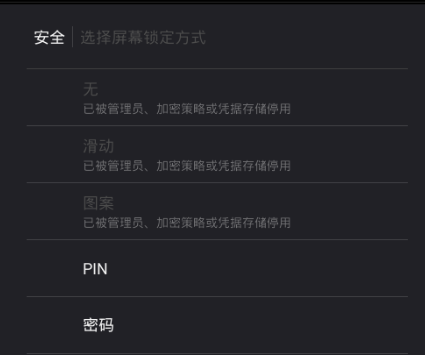 安全 选择屏幕锁定方式
无
已被管理员、加密策略或凭据存储停用
滑动
已被管理员、加密策略或凭据存储停用
图案
已被管理员、加密策略或凭据存储停用
PIN
密码